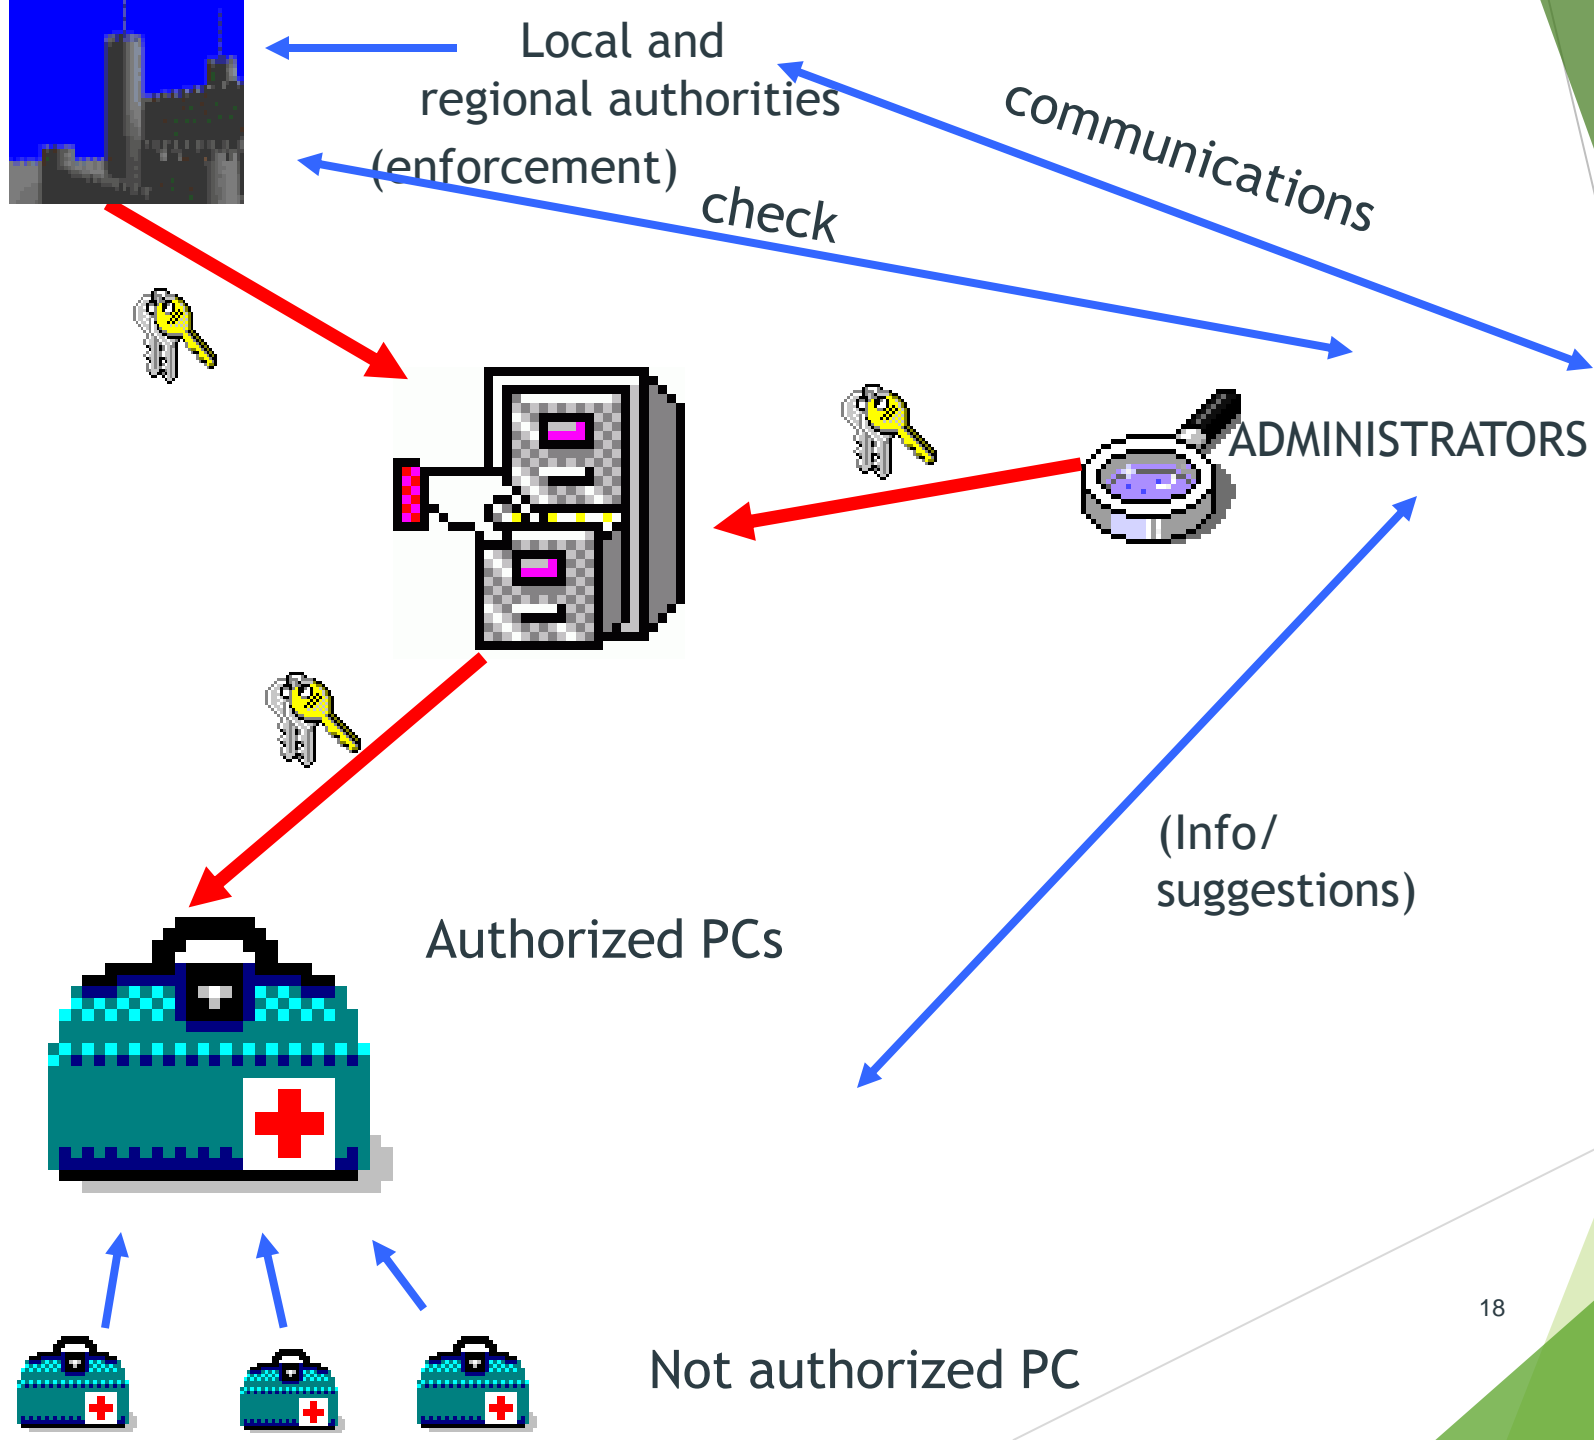 Local and
regional authorities
(enforcement)
communications
check
ADMINISTRATORS
(Info/
suggestions)
Authorized PCs
18
Not authorized PC